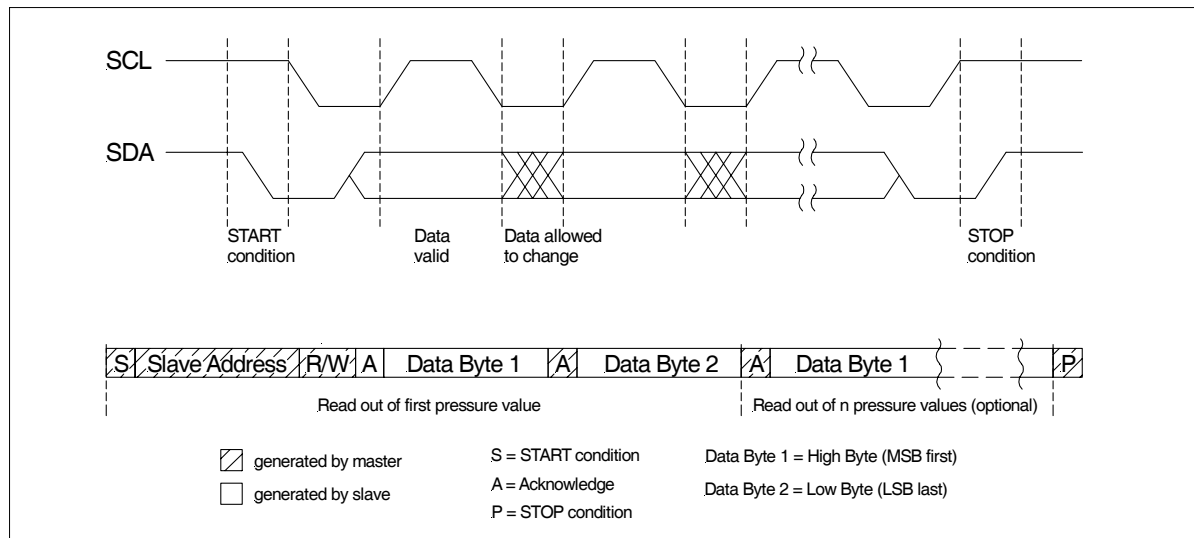 SCL
SDA
START
condition
Data
valid
Data allowed
to change
STOP
condition
S Slave Address R/W A Data Byte 1 A Data Byte 2 A Data Byte 1 P
Read out of first pressure value
Read out of n pressure values (optional)
generated by master
generated by slave
S = START condition
A = Acknowledge
P = STOP condition
Data Byte 1 = High Byte (MSB first)
Data Byte 2 = Low Byte (LSB last)